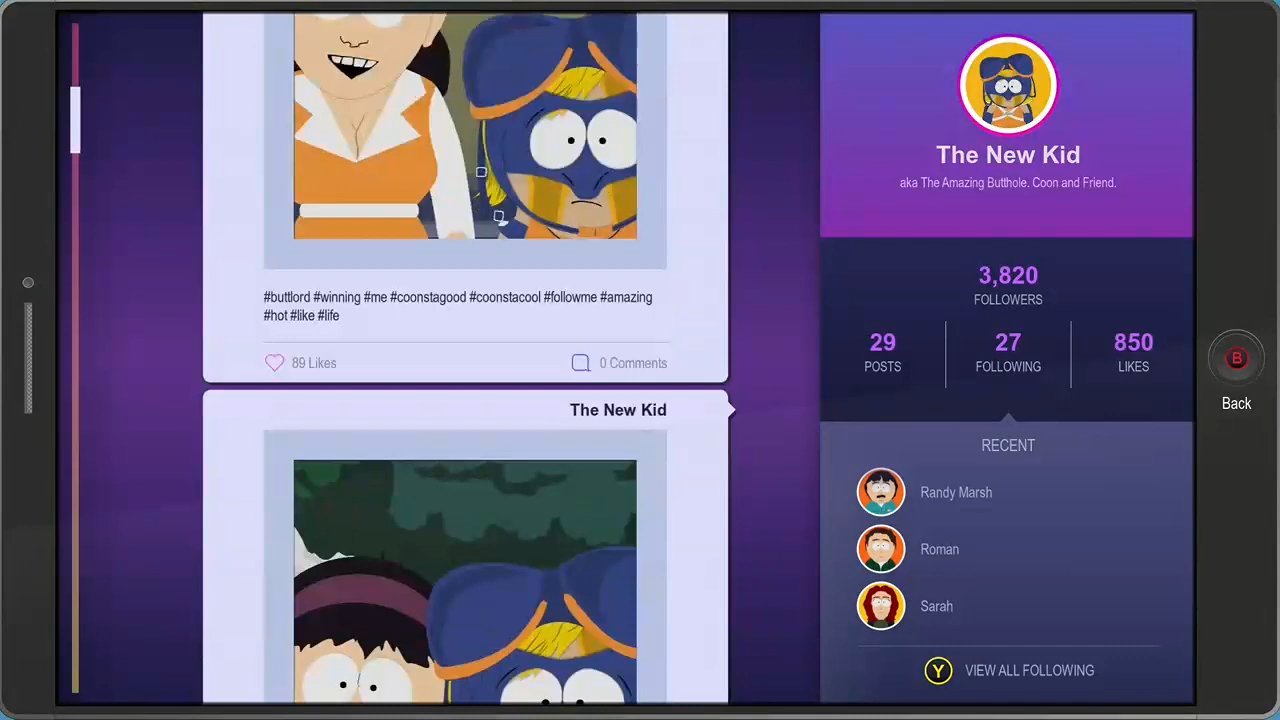 #buttlord #winning #me #coonstagood #coonstacool #followme #amazing
#hot #like #life
89 Likes
0 Comments
The New Kid
The New Kid
aka The Amazing Butthole. Coon and Friend.
3,820
FOLLOWERS
29
POSTS
27
FOLLOWING
850
LIKES
RECENT
Randy Marsh
Roman
Sarah
Y VIEW ALL FOLLOWING
B
Back